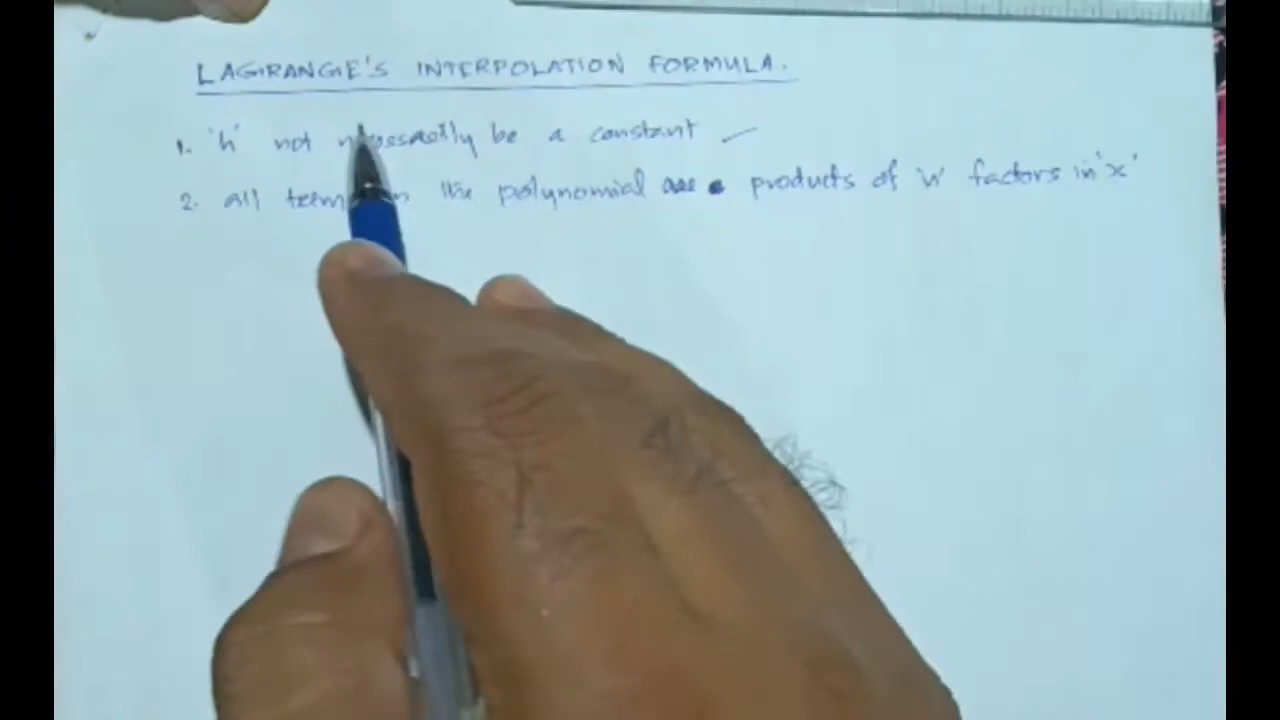 LAGRANGE'S INTERPOLATION FORMULA.
1. 'h' not necessarily be a constant
2. all terms in the polynomial are products of 'n' factors in 'x'